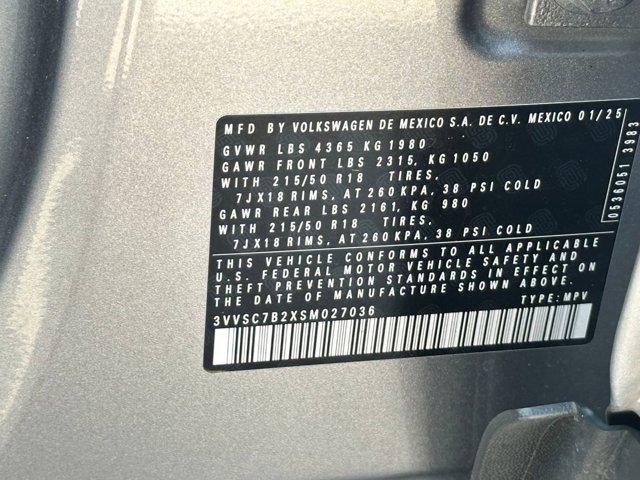 MFD BY VOLKSWAGEN DE MEXICO S.A. DE C.V. MEXICO 01/25
GVWR LBS 4365 KG 1980
GAWR FRONT LBS 2315, KG 1050
WITH 215/50 R18 TIRES,
7JX18 RIMS, AT 260 KPA, 38 PSI COLD
GAWR REAR LBS 2161, KG 980
WITH 215/50 R18 TIRES,
7JX18 RIMS, AT 260 KPA, 38 PSI COLD
THIS VEHICLE CONFORMS TO ALL APPLICABLE
U.S. FEDERAL MOTOR VEHICLE SAFETY AND
THEFT PREVENTION STANDARDS IN EFFECT ON
THE DATE OF MANUFACTURE SHOWN ABOVE.
3VVSC7B2XSM027036 TYPE: MPV
0536051 3983